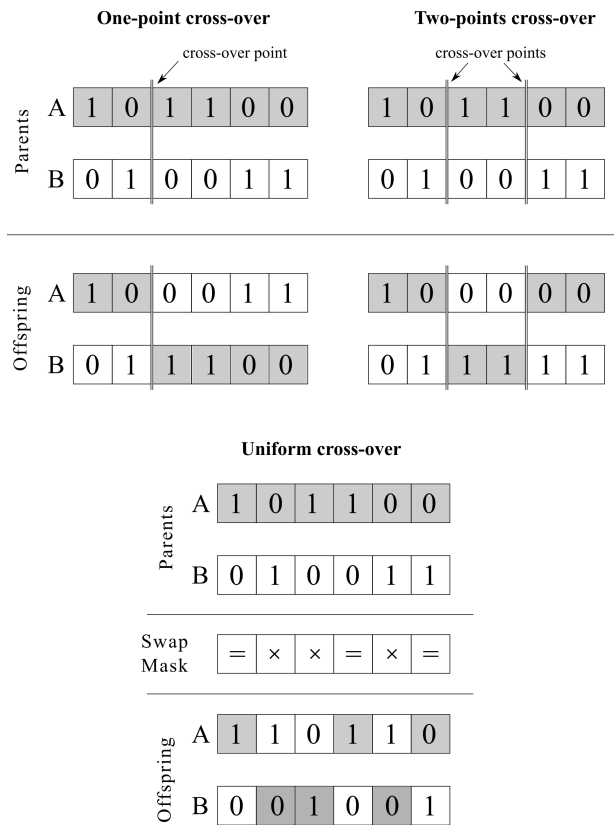 One-point cross-over
Two-points cross-over
cross-over point
cross-over points
Parents
A 1 0 1 1 0 0
B 0 1 0 0 1 1
A 1 0 1 1 0 0
B 0 1 0 0 1 1
Offspring
A 1 0 0 0 1 1
B 0 1 1 1 0 0
1 0 0 0 0 0
0 1 1 1 1 1
Uniform cross-over
Parents
A 1 0 1 1 0 0
B 0 1 0 0 1 1
Swap
Mask
= × × = × =
Offspring
A 1 1 0 1 1 0
B 0 0 1 0 0 1